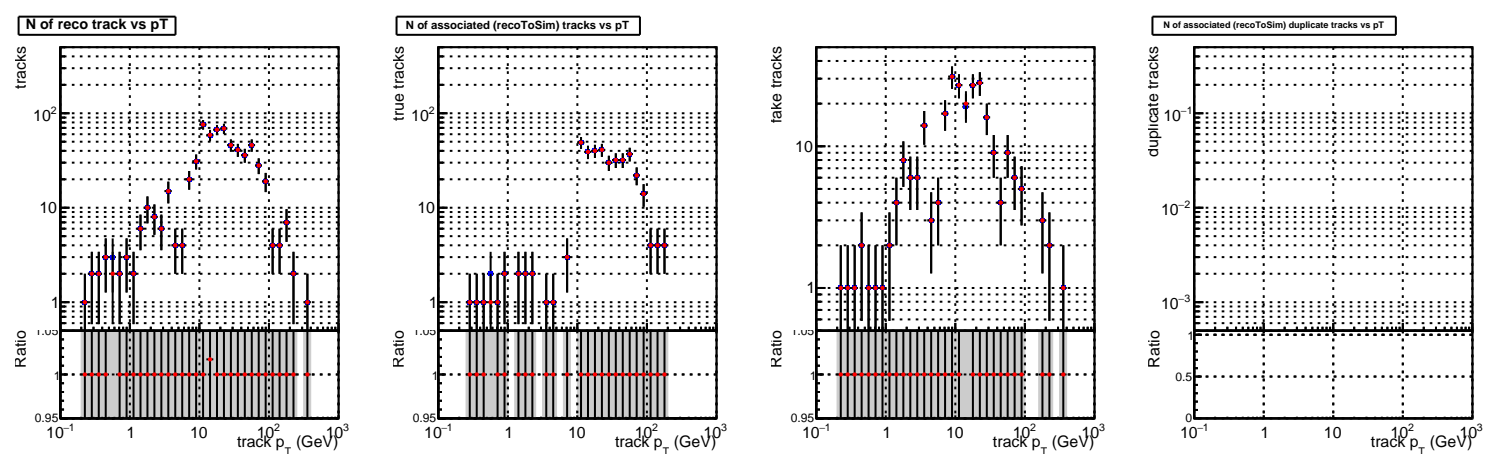 N of reco track vs pT
tracks
10²
10
1
1.05
Ratio
1
0.95
10⁻¹ 1 10 10² 10³
track p_T (GeV)
N of associated (recoToSim) tracks vs pT
true tracks
10²
10
1
1.05
Ratio
1
0.95
10⁻¹ 1 10 10² 10³
track p_T (GeV)
fake tracks
10
1
1.05
Ratio
1
0.95
10⁻¹ 1 10 10² 10³
track p_T (GeV)
N of associated (recoToSim) duplicate tracks vs pT
duplicate tracks
10⁻¹
10⁻²
10⁻³
Ratio
1
0.5
0
10⁻¹ 1 10 10² 10³
track p_T (GeV)